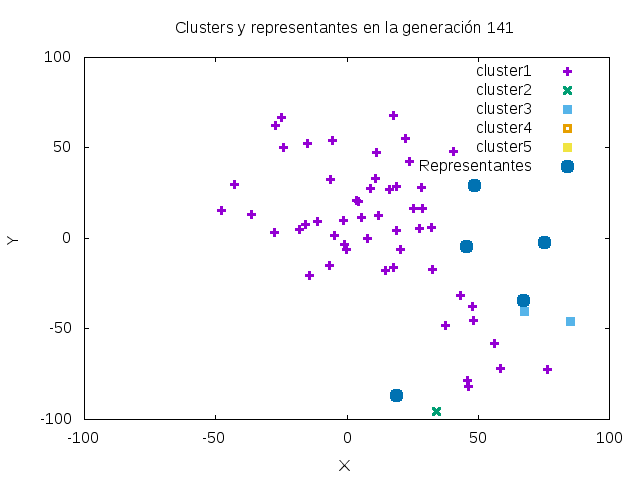 Clusters y representantes en la generación 141
100
50
0
-50
-100
-100
-50
0
50
100
Y
X
cluster1
cluster2
cluster3
cluster4
cluster5
Representantes